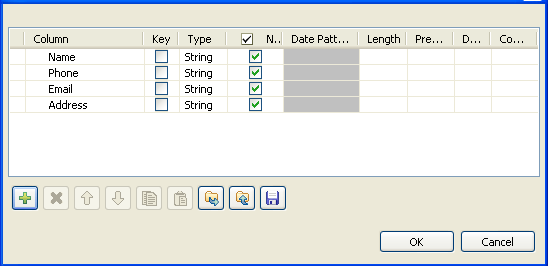 Column Key Type N... Date Patt... Length Pre... D... Co...
Name String
Phone String
Email String
Address String
OK Cancel